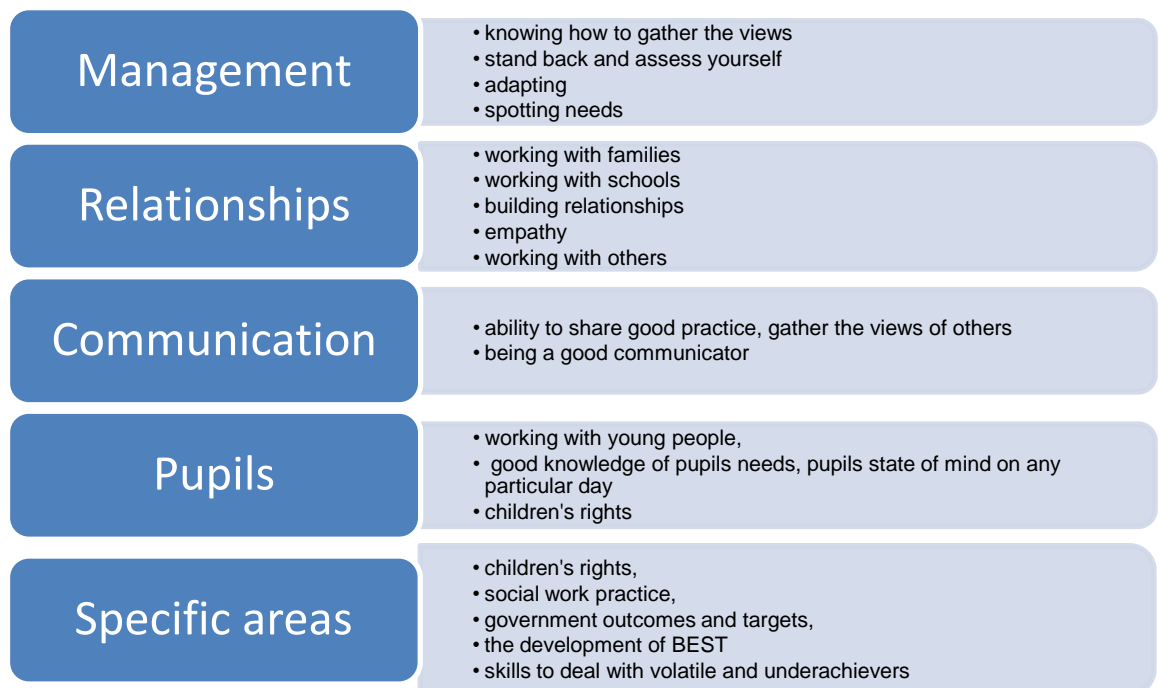 Management
• knowing how to gather the views
• stand back and assess yourself
• adapting
• spotting needs
Relationships
• working with families
• working with schools
• building relationships
• empathy
• working with others
Communication
• ability to share good practice, gather the views of others
• being a good communicator
Pupils
• working with young people,
• good knowledge of pupils needs, pupils state of mind on any
particular day
• children's rights
Specific areas
• children's rights,
• social work practice,
• government outcomes and targets,
• the development of BEST
• skills to deal with volatile and underachievers